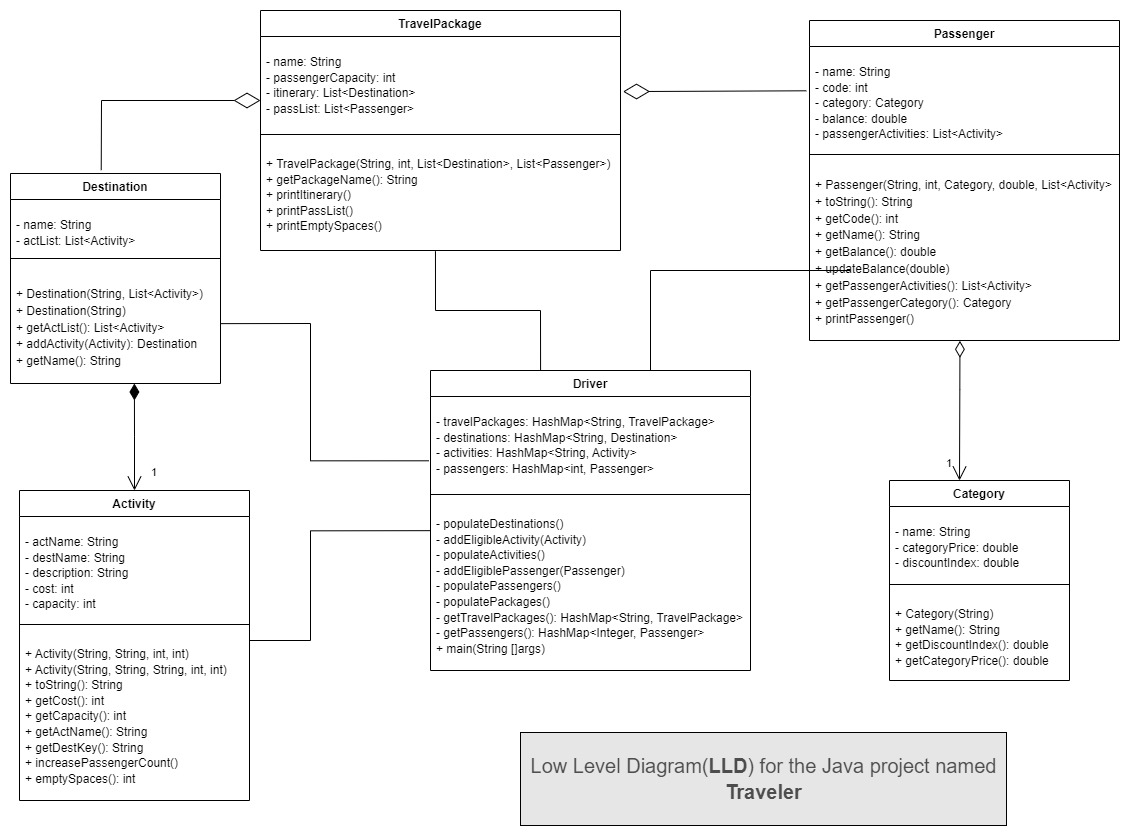 TravelPackage
- name: String
- passengerCapacity: int
- itinerary: List<Destination>
- passList: List<Passenger>
+ TravelPackage(String, int, List<Destination>, List<Passenger>)
+ getPackageName(): String
+ printItinerary()
+ printPassList()
+ printEmptySpaces()
Passenger
- name: String
- code: int
- category: Category
- balance: double
- passengerActivities: List<Activity>
+ Passenger(String, int, Category, double, List<Activity>
+ toString(): String
+ getCode(): int
+ getName(): String
+ getBalance(): double
+ updateBalance(double)
+ getPassengerActivities(): List<Activity>
+ getPassengerCategory(): Category
+ printPassenger()
Destination
- name: String
- actList: List<Activity>
+ Destination(String, List<Activity>)
+ Destination(String)
+ getActList(): List<Activity>
+ addActivity(Activity): Destination
+ getName(): String
1
Driver
- travelPackages: HashMap<String, TravelPackage>
- destinations: HashMap<String, Destination>
- activities: HashMap<String, Activity>
- passengers: HashMap<int, Passenger>
- populateDestinations()
- addEligibleActivity(Activity)
- populateActivities()
- addEligiblePassenger(Passenger)
- populatePassengers()
- populatePackages()
- getTravelPackages(): HashMap<String, TravelPackage>
- getPassengers(): HashMap<Integer, Passenger>
+ main(String []args)
1
Activity
- actName: String
- destName: String
- description: String
- cost: int
- capacity: int
+ Activity(String, String, int, int)
+ Activity(String, String, String, int, int)
+ toString(): String
+ getCost(): int
+ getCapacity(): int
+ getActName(): String
+ getDestKey(): String
+ increasePassengerCount()
+ emptySpaces(): int
Category
- name: String
- categoryPrice: double
- discountIndex: double
+ Category(String)
+ getName(): String
+ getDiscountIndex(): double
+ getCategoryPrice(): double
Low Level Diagram(LLD) for the Java project named
Traveler